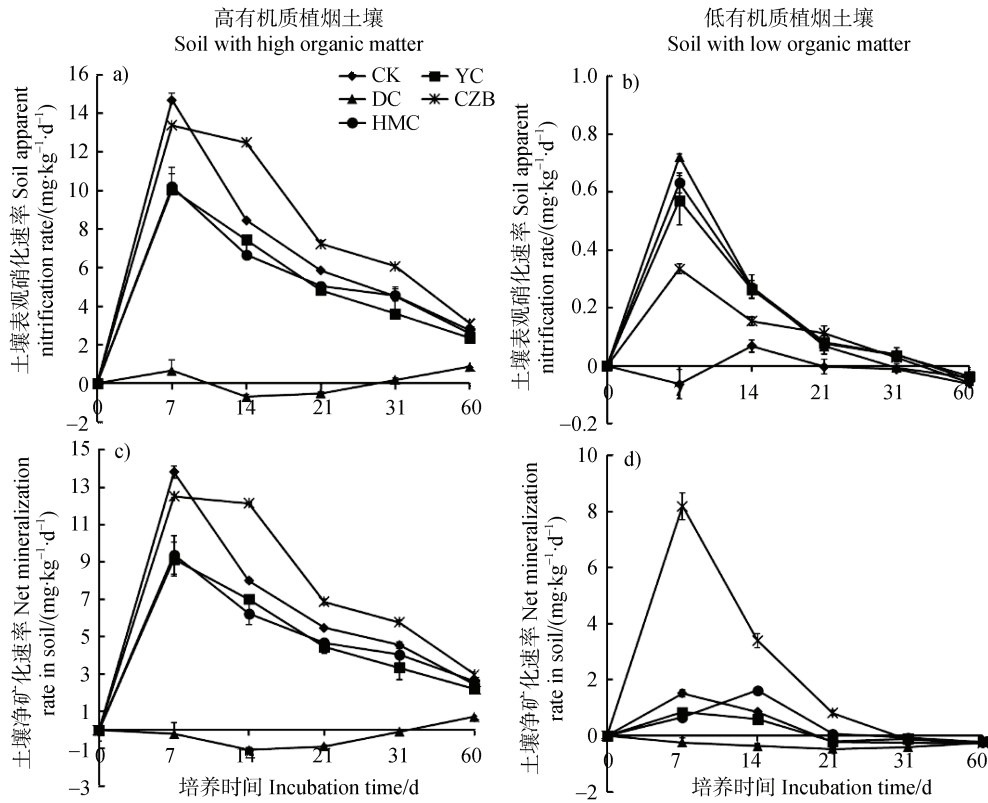 高有机质植烟土壤
Soil with high organic matter
低有机质植烟土壤
Soil with low organic matter
a)
CK
YC
DC
CZB
HMC
土壤表观硝化速率 Soil apparent
nitrification rate/(mg·kg⁻¹·d⁻¹)
16
14
12
10
8
6
4
2
0
−2
0 7 14 21 31 60
b)
土壤表观硝化速率 Soil apparent
nitrification rate/(mg·kg⁻¹·d⁻¹)
1.0
0.8
0.6
0.4
0.2
0
−0.2
0 7 14 21 31 60
c)
土壤净矿化速率 Net mineralization
rate in soil/(mg·kg⁻¹·d⁻¹)
15
13
11
9
7
5
3
1
−1
−3
0 7 14 21 31 60
培养时间 Incubation time/d
d)
土壤净矿化速率 Net mineralization
rate in soil/(mg·kg⁻¹·d⁻¹)
10
8
6
4
2
0
−2
0 7 14 21 31 60
培养时间 Incubation time/d